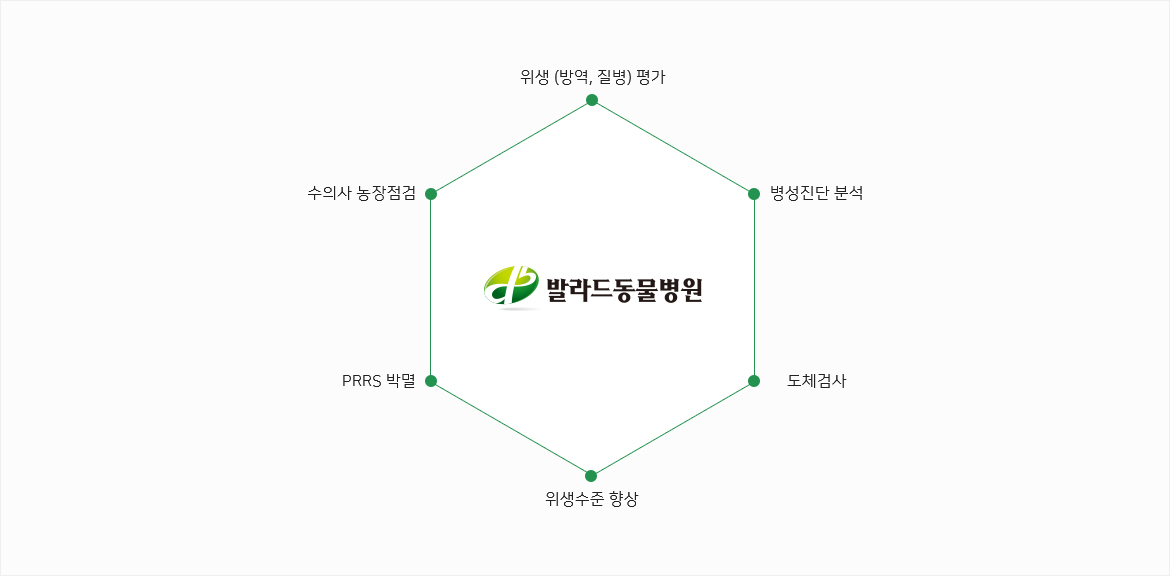 위생 (방역, 질병) 평가
수의사 농장점검
병성진단 분석
발라드동물병원
PRRS 박멸
도체검사
위생수준 향상